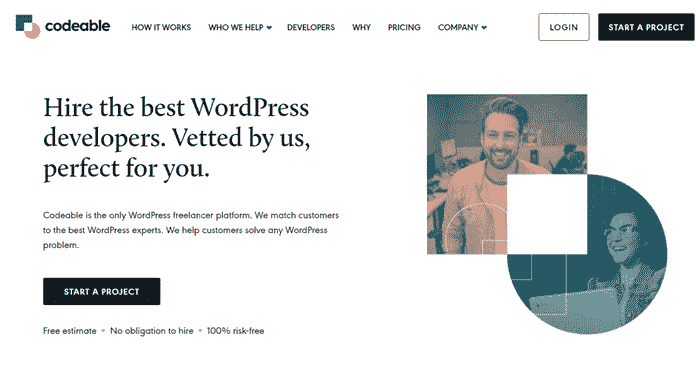 codeable
HOW IT WORKS
WHO WE HELP
DEVELOPERS
WHY
PRICING
COMPANY
LOGIN
START A PROJECT
Hire the best WordPress
developers. Vetted by us,
perfect for you.
Codeable is the only WordPress freelancer platform. We match customers
to the best WordPress experts. We help customers solve any WordPress
problem.
START A PROJECT
Free estimate • No obligation to hire • 100% risk-free